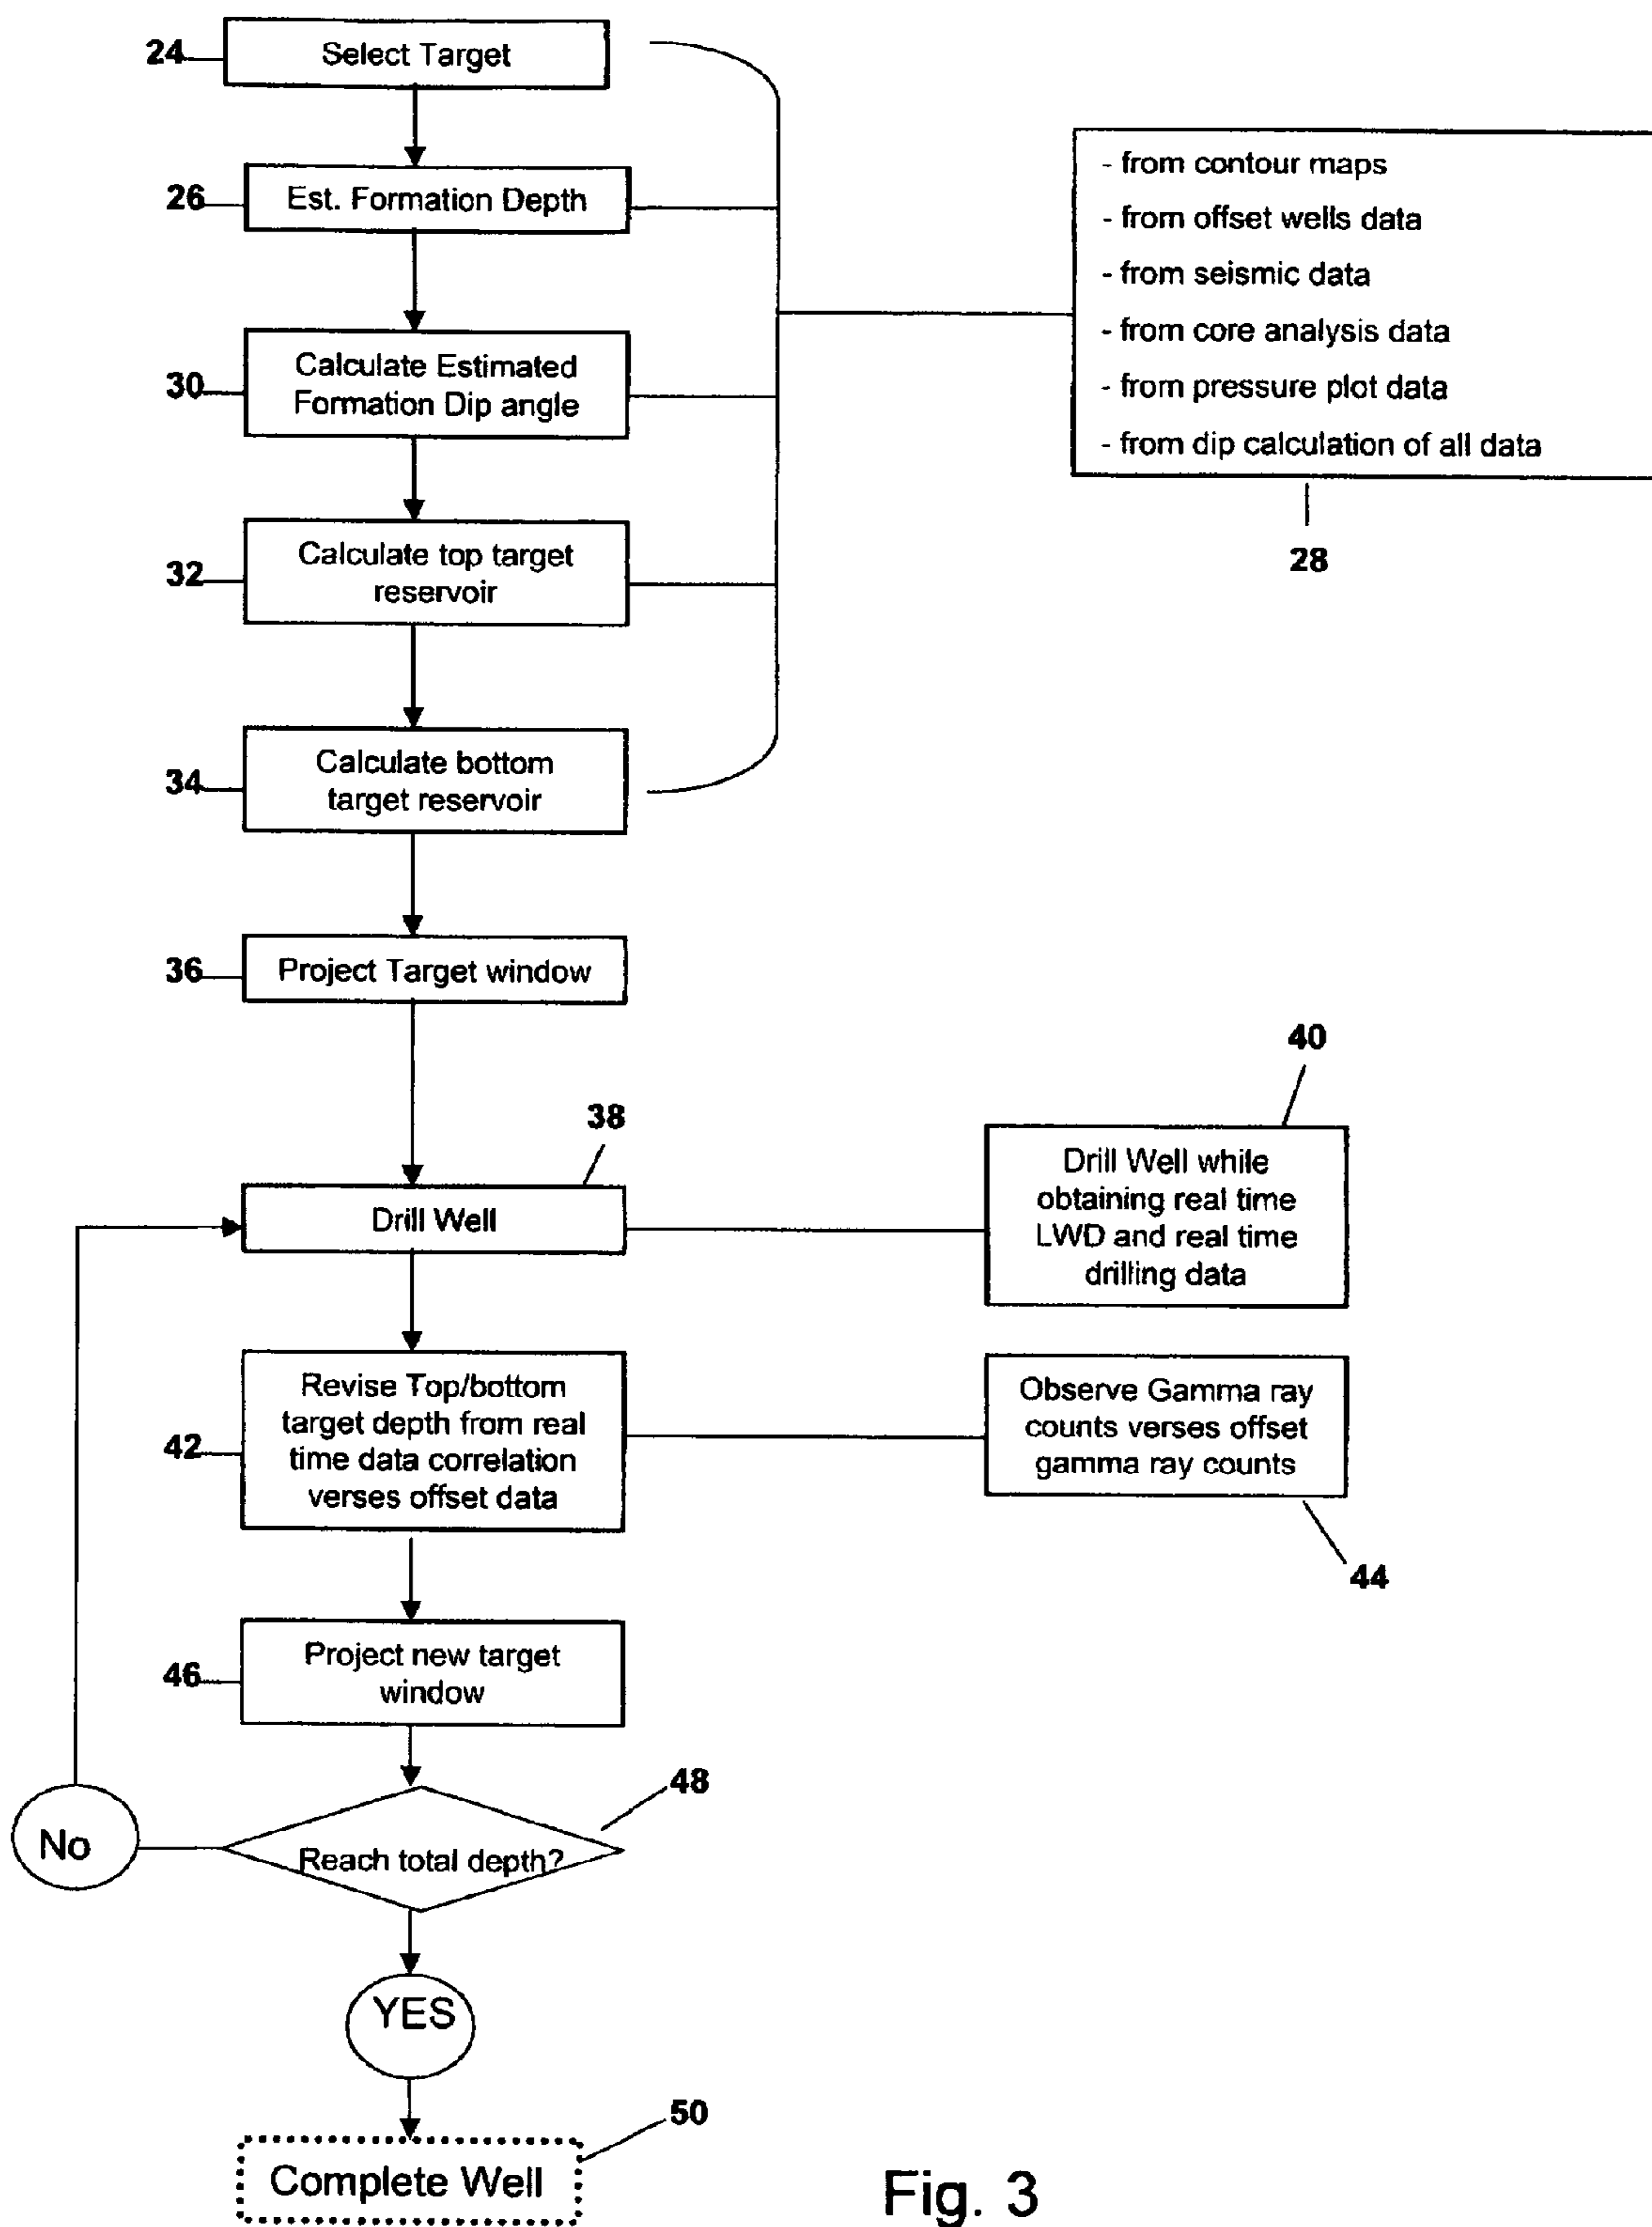 24
Select Target
26
Est. Formation Depth
- from contour maps
- from offset wells data
- from seismic data
- from core analysis data
- from pressure plot data
- from dip calculation of all data
28
30
Calculate Estimated
Formation Dip angle
32
Calculate top target
reservoir
34
Calculate bottom
target reservoir
36
Project Target window
38
Drill Well
40
Drill Well while
obtaining real time
LWD and real time
drilling data
42
Revise Top/bottom
target depth from real
time data correlation
verses offset data
Observe Gamma ray
counts verses offset
gamma ray counts
44
46
Project new target
window
48
Reach total depth?
No
YES
50
Complete Well
Fig. 3